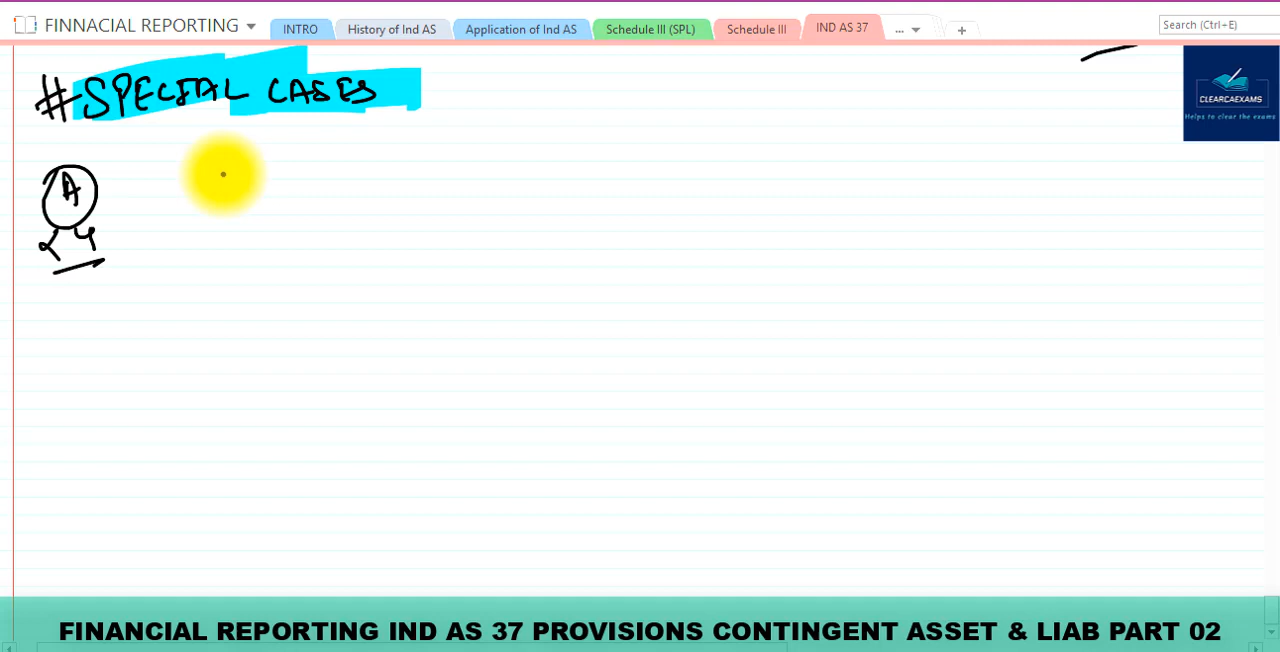 FINNACIAL REPORTING
INTRO
History of Ind AS
Application of Ind AS
Schedule III (SPL)
Schedule III
IND AS 37
...
+
Search (Ctrl+E)
# SPECIAL CASES
CLEARCAEXAMS
Helps to clear the exams
A
FINANCIAL REPORTING IND AS 37 PROVISIONS CONTINGENT ASSET & LIAB PART 02